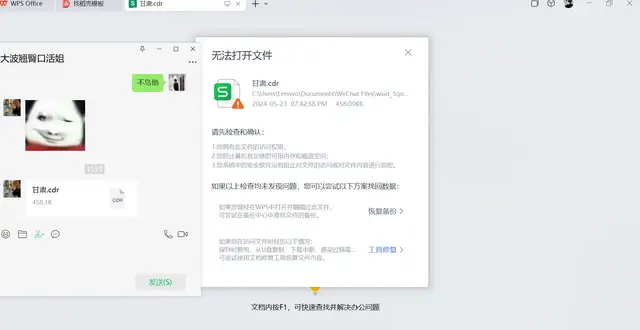 WPS Office
找稻壳模板
甘肃.cdr
大波翘臀口活姐
不鸟他
15:55
甘肃.cdr
458.1K
CDR
发送(S)
无法打开文件
甘肃.cdr
C:\Users\Lenovo\Documents\WeChat Files\wxid_5qo...
2024-05-23 07:42:58 PM 458.09KB
请先检查和确认：
1.您拥有此文件的访问权限。
2.您的计算机有足够的可用内存和磁盘空间；
3.您系统中的安全软件没有阻止对文件的访问或对文件内容进行加密。
如果以上检查均未发现问题，您可以尝试以下方案找回数据：
如果您曾经在WPS中打开并编辑过此文件，
可尝试在备份中心中查找文件的备份。
恢复备份 >
如果您在访问文件时经历以下情况：
保存时断电，从U盘复制，下载中断，感染过病毒...
可尝试使用文档修复工具恢复文件内容。
工具修复 >
文档内按F1，可快速查找并解决办公问题